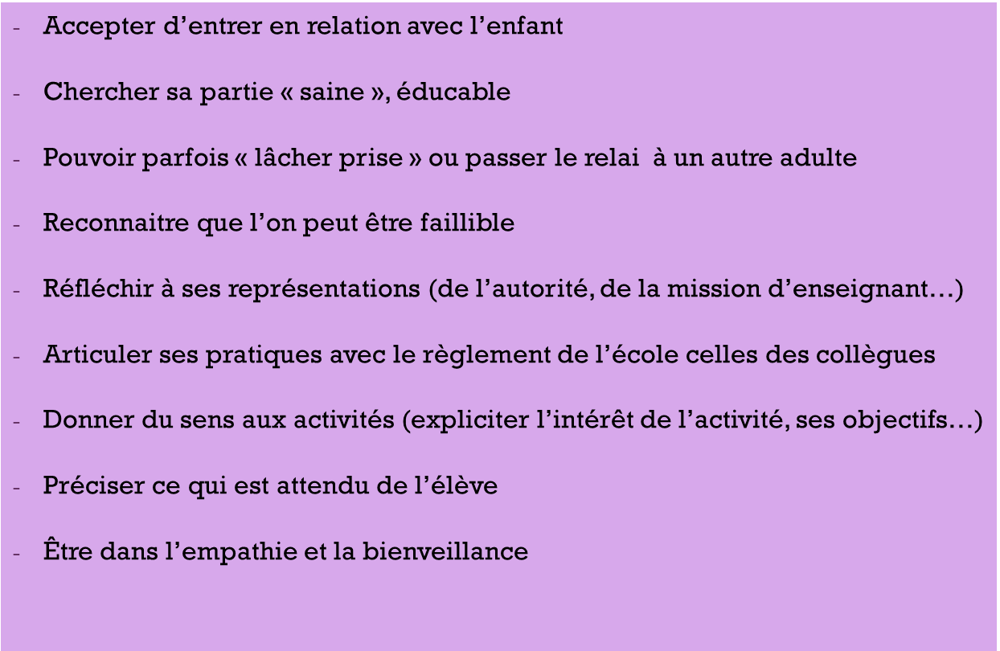 - Accepter d’entrer en relation avec l’enfant
- Chercher sa partie « saine », éducable
- Pouvoir parfois « lâcher prise » ou passer le relai  à un autre adulte
- Reconnaitre que l’on peut être faillible
- Réfléchir à ses représentations (de l’autorité, de la mission d’enseignant…)
- Articuler ses pratiques avec le règlement de l’école celles des collègues
- Donner du sens aux activités (expliciter l’intérêt de l’activité, ses objectifs…)
- Préciser ce qui est attendu de l’élève
- Être dans l’empathie et la bienveillance